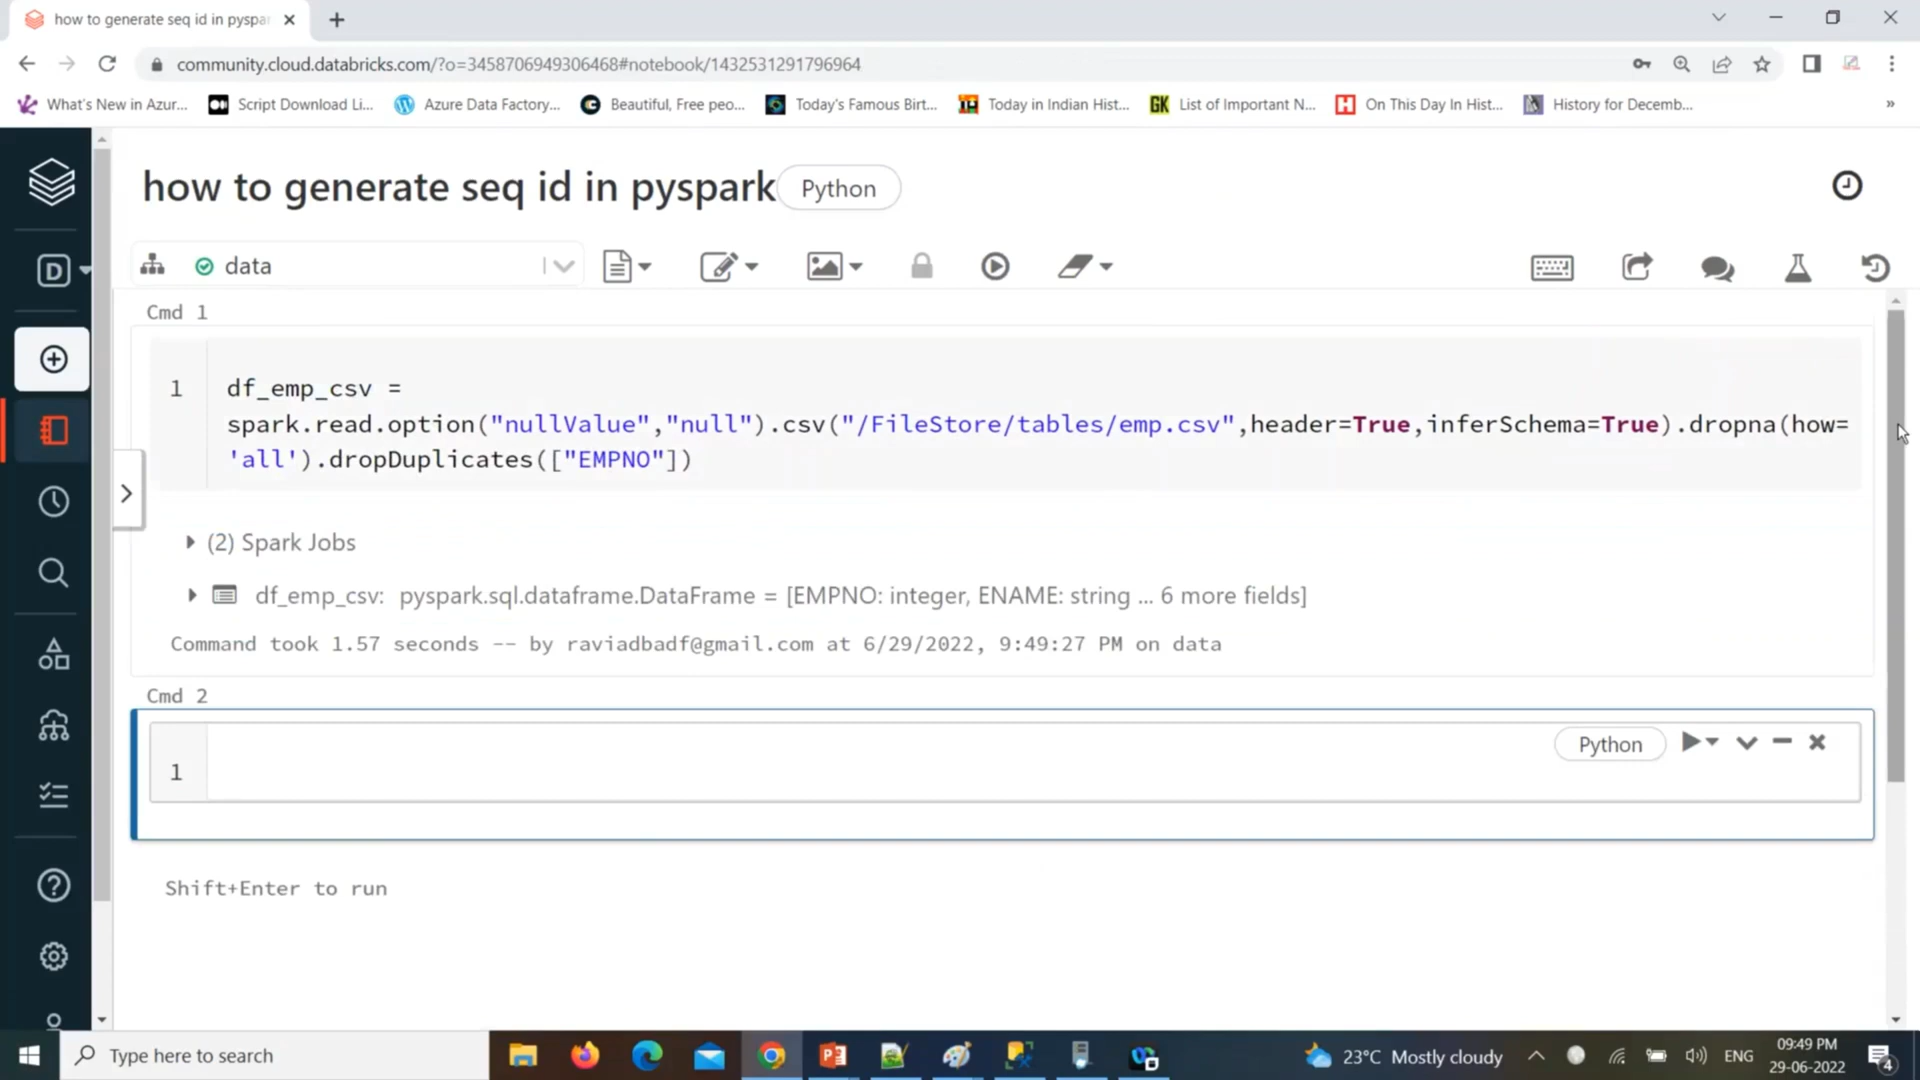 how to generate seq id in pyspar
community.cloud.databricks.com/?o=3458706949306468#notebook/1432531291796964
What's New in Azur...
Script Download Li...
Azure Data Factory...
Beautiful, Free peo...
Today's Famous Birt...
Today in Indian Hist...
GK List of Important N...
H On This Day In Hist...
History for Decemb...
»
how to generate seq id in pyspark Python
D
data
Cmd 1
1 df_emp_csv =
spark.read.option("nullValue","null").csv("/FileStore/tables/emp.csv",header=True,inferSchema=True).dropna(how=
'all').dropDuplicates(["EMPNO"])
(2) Spark Jobs
df_emp_csv: pyspark.sql.dataframe.DataFrame = [EMPNO: integer, ENAME: string ... 6 more fields]
Command took 1.57 seconds -- by raviadbadf@gmail.com at 6/29/2022, 9:49:27 PM on data
Cmd 2
Python
1
Shift+Enter to run
Type here to search
23°C Mostly cloudy
ENG
09:49 PM
29-06-2022
4